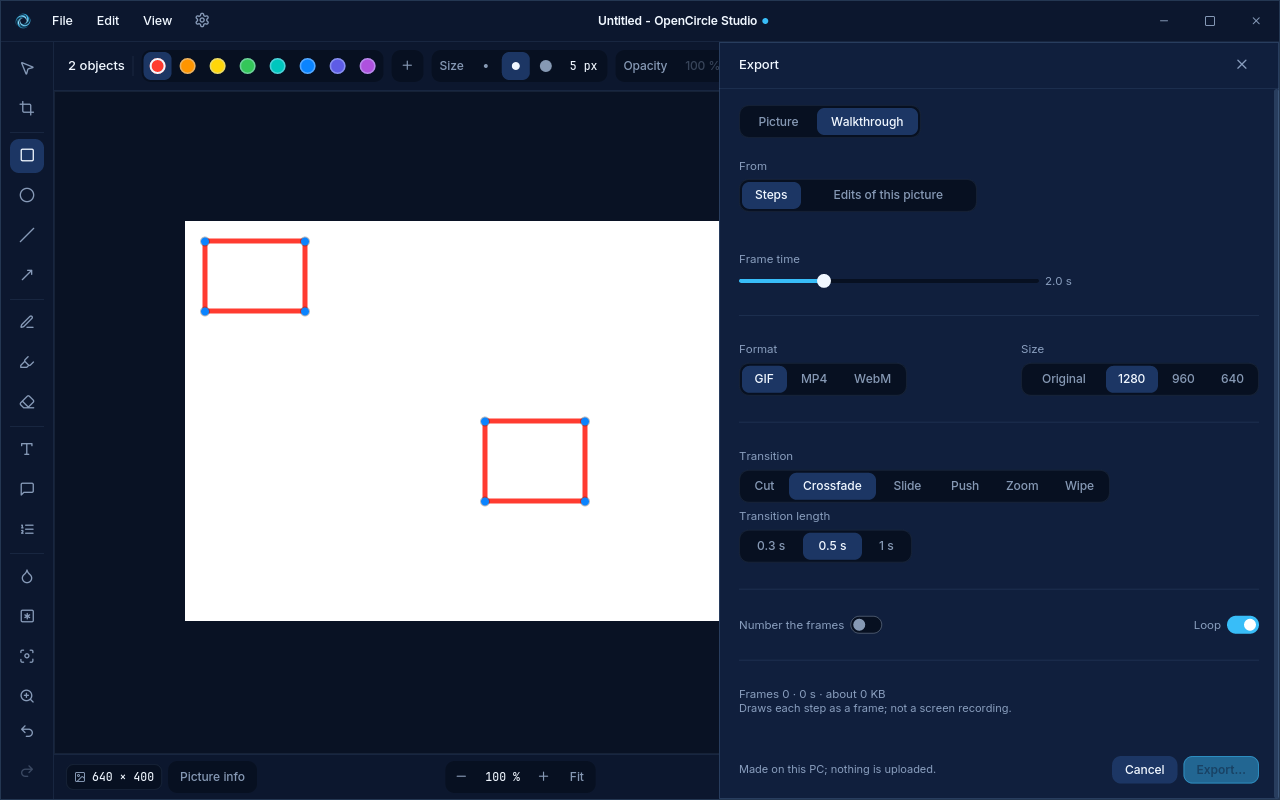 File Edit View
Untitled - OpenCircle Studio
2 objects
Size
5 px
Opacity
100 %
Export
Picture
Walkthrough
From
Steps
Edits of this picture
Frame time
2.0 s
Format
Size
GIF
MP4
WebM
Original
1280
960
640
Transition
Cut
Crossfade
Slide
Push
Zoom
Wipe
Transition length
0.3 s
0.5 s
1 s
Number the frames
Loop
Frames 0 · 0 s · about 0 KB
Draws each step as a frame; not a screen recording.
Made on this PC; nothing is uploaded.
Cancel
Export...
640 × 400
Picture info
100 %
Fit